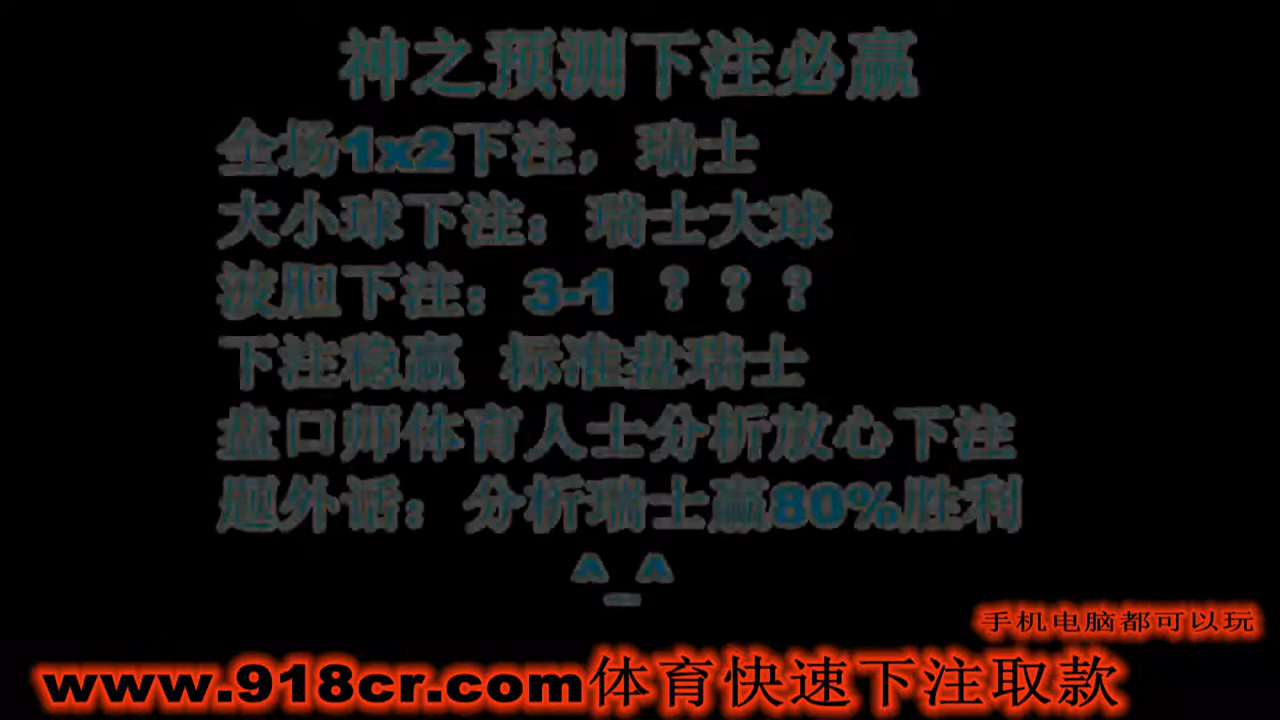 神之预测下注必赢
全场1x2下注，瑞士
大小球下注：瑞士大球
波胆下注：3-1 ？？？
下注稳赢 标准盘瑞士
盘口师体育人士分析放心下注
题外话：分析瑞士赢80%胜利
^_^
手机电脑都可以玩
www.918cr.com体育快速下注取款